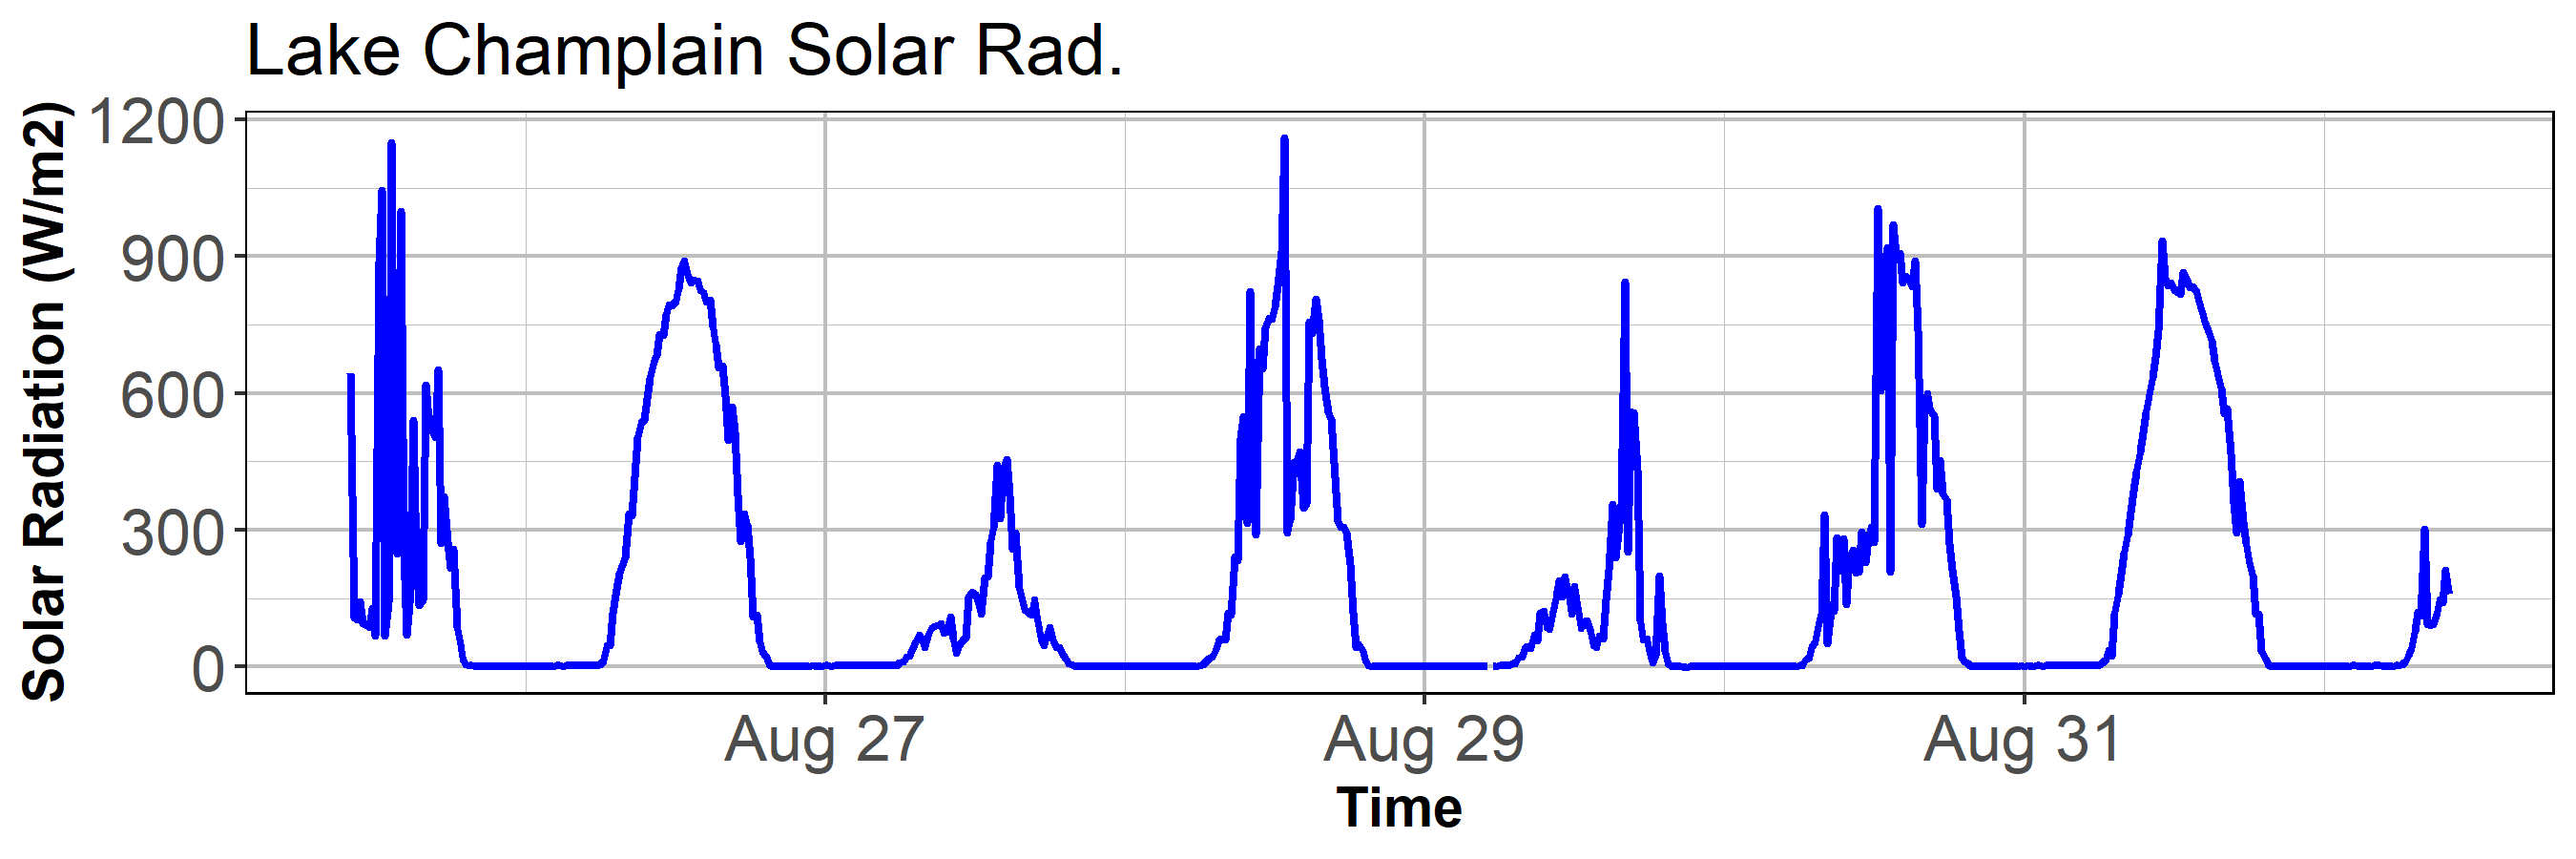 Lake Champlain Solar Rad.
Solar Radiation (W/m2)
1200
900
600
300
0
Aug 27
Aug 29
Aug 31
Time